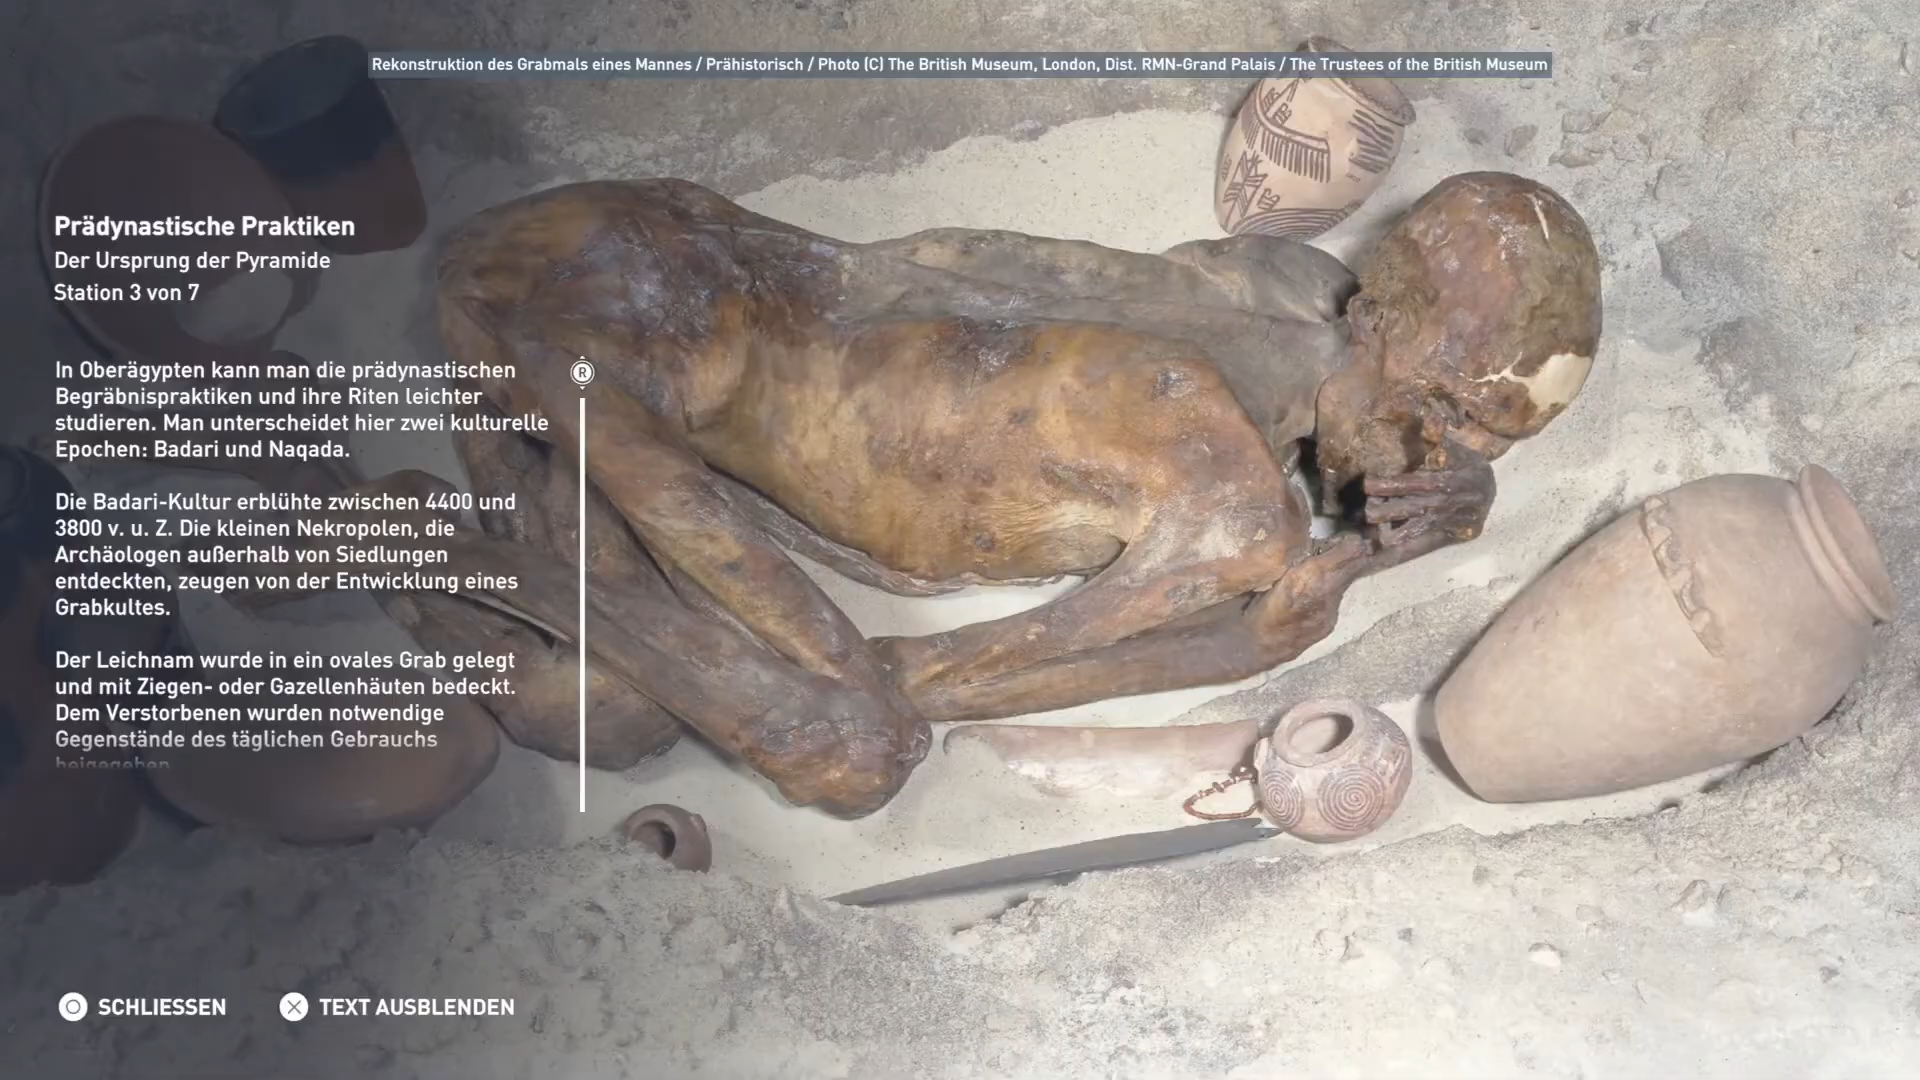 Rekonstruktion des Grabmals eines Mannes / Prähistorisch / Photo (C) The British Museum, London, Dist. RMN-Grand Palais / The Trustees of the British Museum
Prädynastische Praktiken
Der Ursprung der Pyramide
Station 3 von 7
In Oberägypten kann man die prädynastischen
Begräbnispraktiken und ihre Riten leichter
studieren. Man unterscheidet hier zwei kulturelle
Epochen: Badari und Naqada.
Die Badari-Kultur erblühte zwischen 4400 und
3800 v. u. Z. Die kleinen Nekropolen, die
Archäologen außerhalb von Siedlungen
entdeckten, zeugen von der Entwicklung eines
Grabkultes.
Der Leichnam wurde in ein ovales Grab gelegt
und mit Ziegen- oder Gazellenhäuten bedeckt.
Dem Verstorbenen wurden notwendige
Gegenstände des täglichen Gebrauchs
beigegeben
R
SCHLIESSEN
TEXT AUSBLENDEN